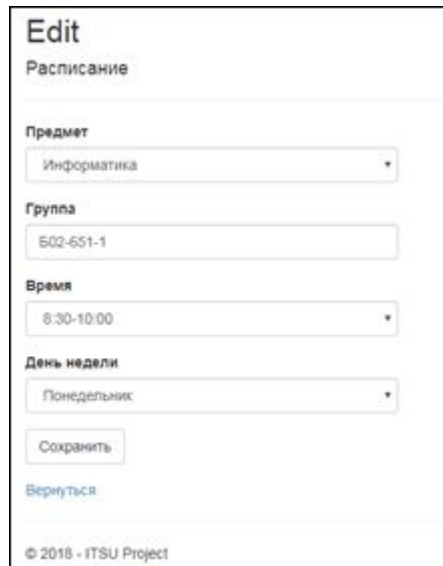 Edit
Расписание
Предмет
Информатика
Группа
Б02-651-1
Время
8:30-10:00
День недели
Понедельник
Сохранить
Вернуться
© 2018 - ITSU Project